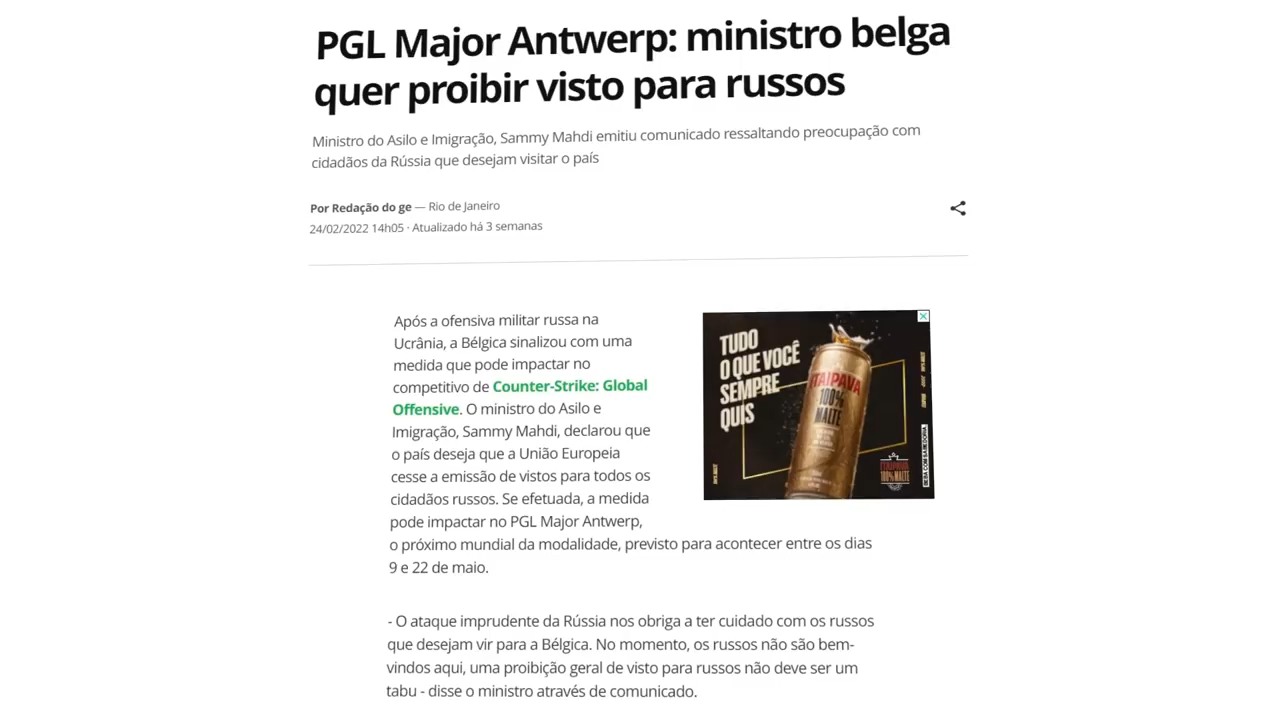 PGL Major Antwerp: ministro belga
quer proibir visto para russos
Ministro do Asilo e Imigração, Sammy Mahdi emitiu comunicado ressaltando preocupação com
cidadãos da Rússia que desejam visitar o país
Por Redação do ge — Rio de Janeiro
24/02/2022 14h05 · Atualizado há 3 semanas
Após a ofensiva militar russa na
Ucrânia, a Bélgica sinalizou com uma
medida que pode impactar no
competitivo de Counter-Strike: Global
Offensive. O ministro do Asilo e
Imigração, Sammy Mahdi, declarou que
o país deseja que a União Europeia
cesse a emissão de vistos para todos os
cidadãos russos. Se efetuada, a medida
pode impactar no PGL Major Antwerp,
o próximo mundial da modalidade, previsto para acontecer entre os dias
9 e 22 de maio.
TUDO
O QUE VOCÊ
SEMPRE
QUIS
ITAIPAVA
100%
MALTE
ITAIPAVA
100% MALTE
BEBA COM SABEDORIA
- O ataque imprudente da Rússia nos obriga a ter cuidado com os russos
que desejam vir para a Bélgica. No momento, os russos não são bem-
vindos aqui, uma proibição geral de visto para russos não deve ser um
tabu - disse o ministro através de comunicado.